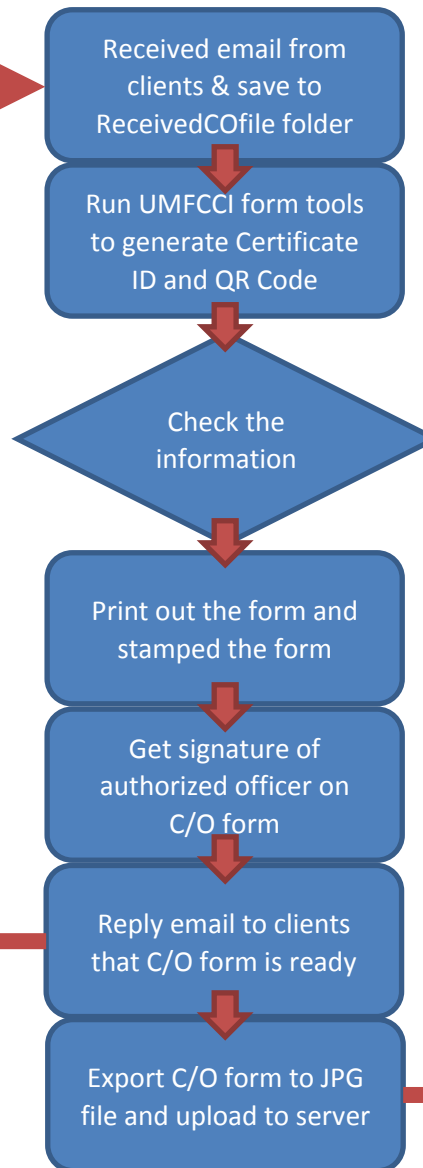 Received email from
clients & save to
ReceivedCOfile folder
Run UMFCCI form tools
to generate Certificate
ID and QR Code
Check the
information
Print out the form and
stamped the form
Get signature of
authorized officer on
C/O form
Reply email to clients
that C/O form is ready
Export C/O form to JPG
file and upload to server